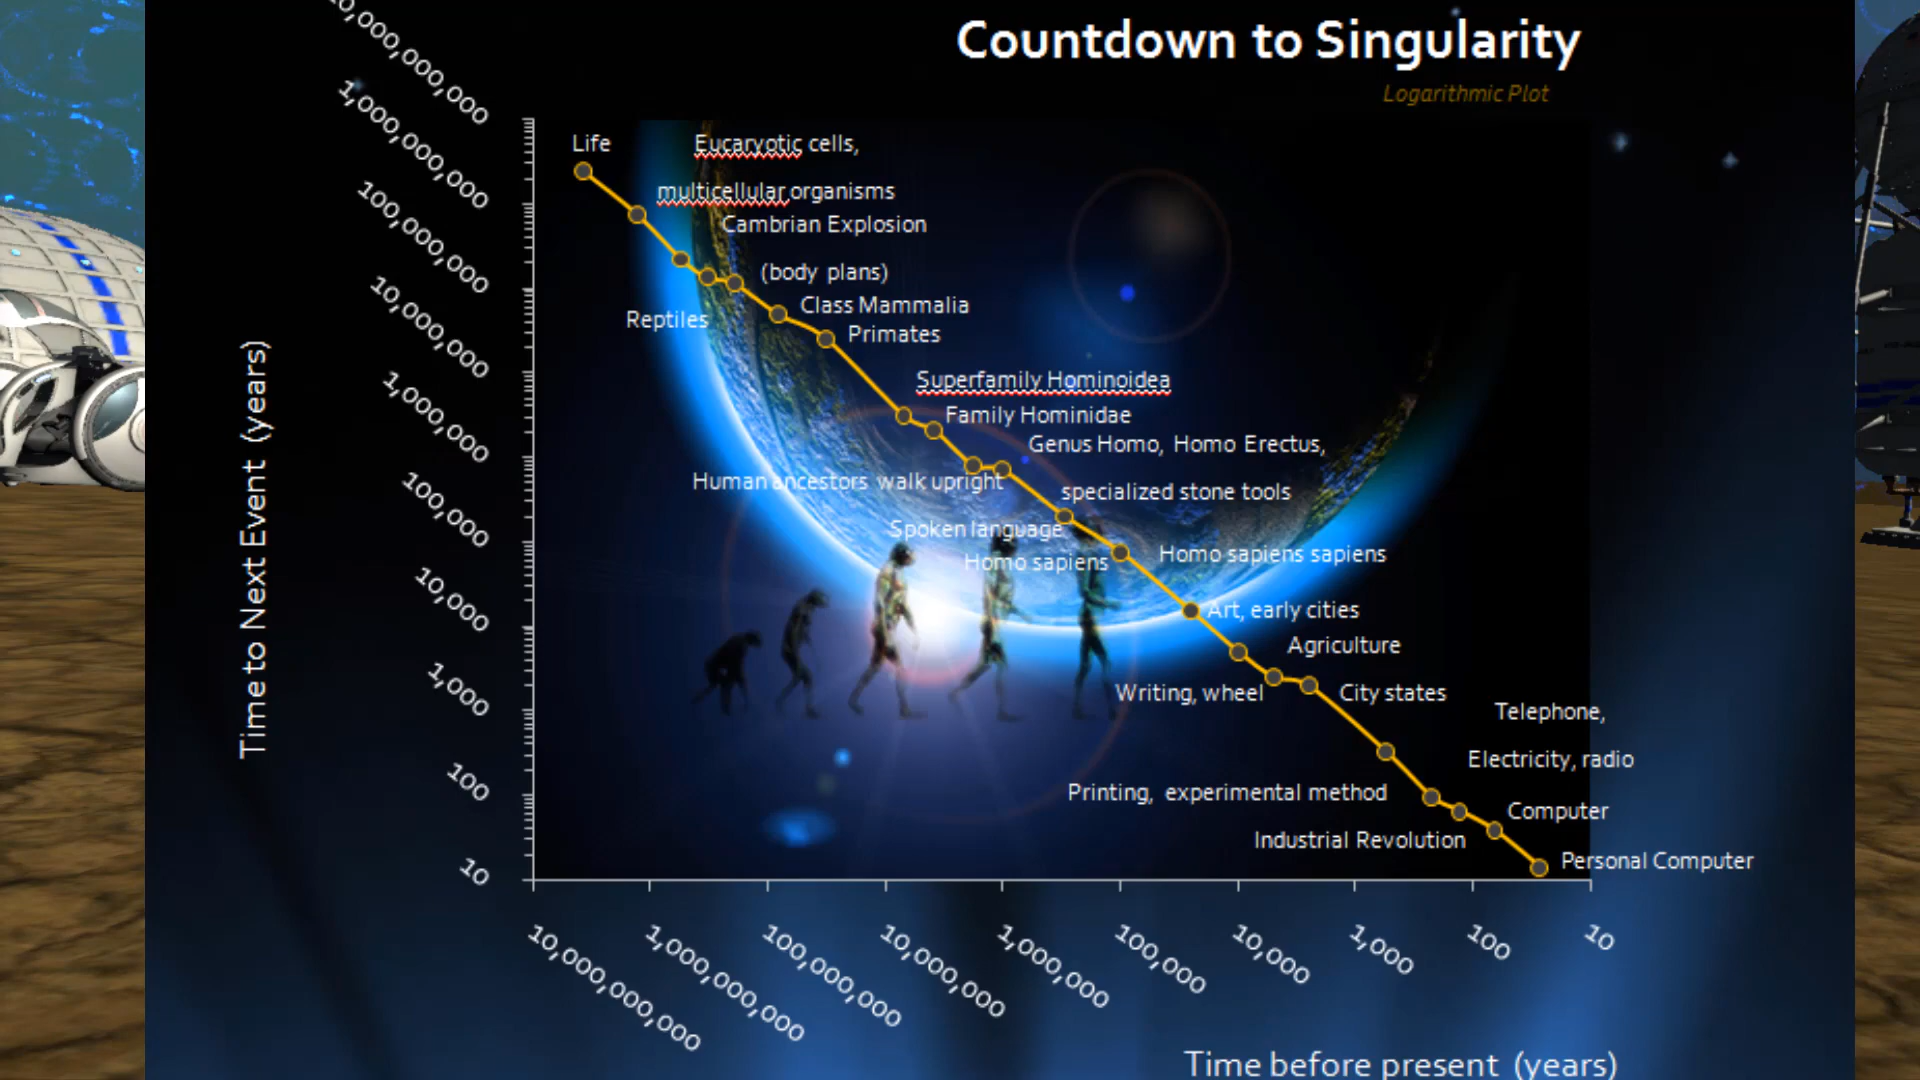 Countdown to Singularity
Logarithmic Plot
10,000,000,000
1,000,000,000
100,000,000
10,000,000
1,000,000
100,000
10,000
1,000
100
10
Time to Next Event (years)
Life
Eucaryotic cells,
multicellular organisms
Cambrian Explosion
(body plans)
Reptiles
Class Mammalia
Primates
Superfamily Hominoidea
Family Hominidae
Genus Homo, Homo Erectus,
Human ancestors walk upright
specialized stone tools
Spoken language
Homo sapiens
Homo sapiens sapiens
Art, early cities
Agriculture
Writing, wheel
City states
Telephone,
Electricity, radio
Printing, experimental method
Computer
Industrial Revolution
Personal Computer
10,000,000,000
1,000,000,000
100,000,000
10,000,000
1,000,000
100,000
10,000
1,000
100
10
Time before present (years)